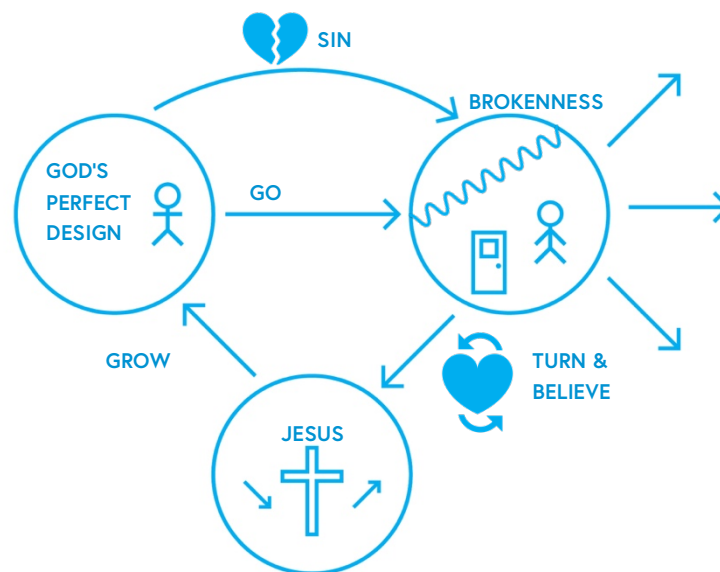 SIN
BROKENNESS
GOD'S
PERFECT
DESIGN
GO
GROW
TURN &
BELIEVE
JESUS